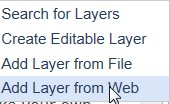 Search for Layers
Create Editable Layer
Add Layer from File
Add Layer from Web